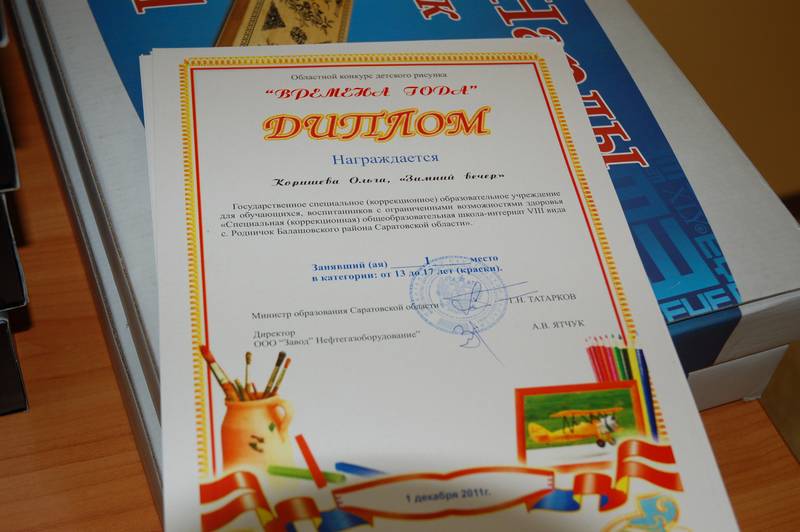 Нарды
к
Областной конкурс детского рисунка
"ВРЕМЕНА ГОДА"
ДИПЛОМ
Награждается
Коришева Ольга, «Зимний вечер»
Государственное специальное (коррекционное) образовательное учреждение
для обучающихся, воспитанников с ограниченными возможностями здоровья
«Специальная (коррекционная) общеобразовательная школа-интернат VIII вида
с. Родничок Балашовского района Саратовской области».
Занявший (ая) 1 место
в категории: от 13 до 17 лет (краски).
Министр образования Саратовской области Г.Н. ТАТАРКОВ
Директор
ООО "Завод" Нефтегазоборудование" А.В. ЯТЧУК
1 декабря 2011г.